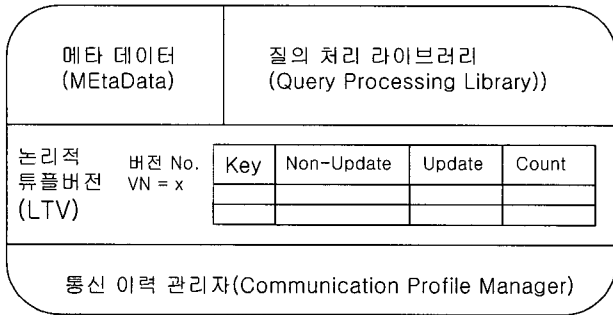 메타 데이터
(MEtaData)
질의 처리 라이브러리
(Query Processing Library))
논리적
튜플버전
(LTV)
버전 No.
VN = x
Key Non-Update Update Count
통신 이력 관리자(Communication Profile Manager)